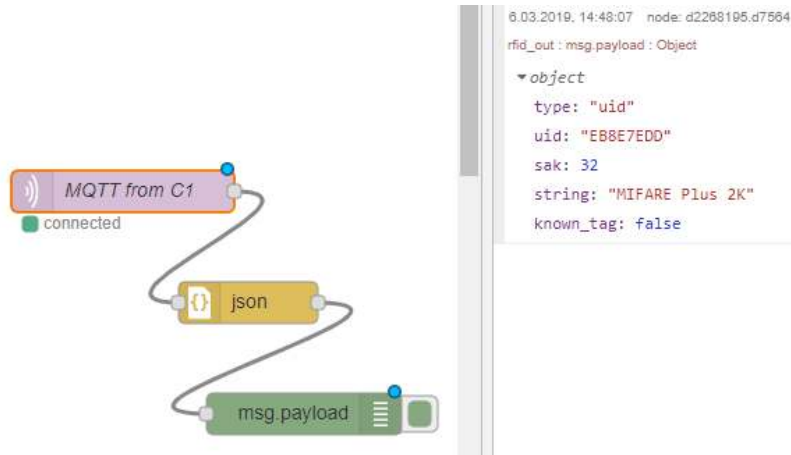 6.03.2019, 14:48:07 node: d2268195.d7564
rfid_out : msg.payload : Object
object
type: "uid"
uid: "EB8E7EDD"
sak: 32
string: "MIFARE Plus 2K"
known_tag: false
MQTT from C1
connected
{} json
msg.payload